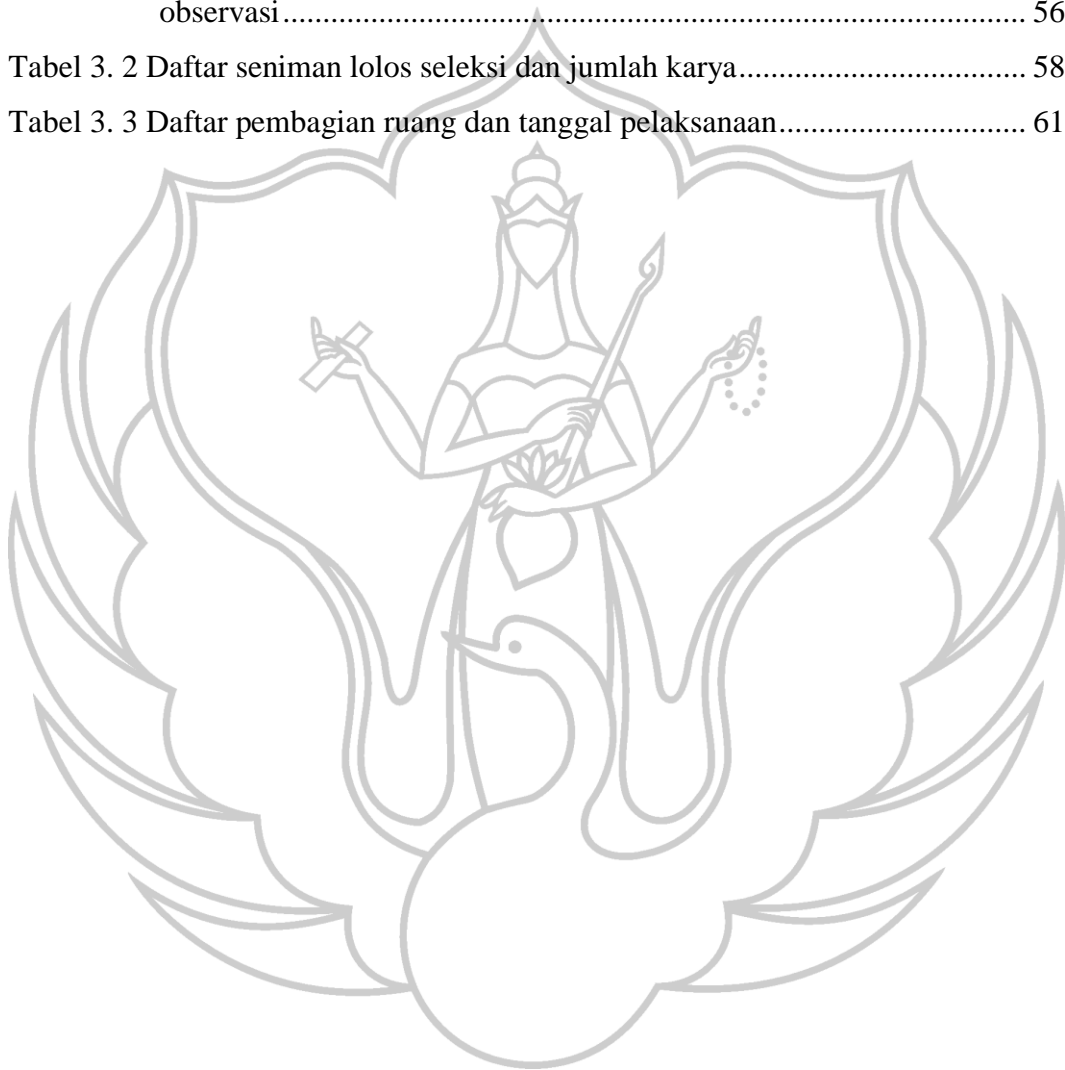 observasi............................................................................................. 56
Tabel 3. 2 Daftar seniman lolos seleksi dan jumlah karya.................................... 58
Tabel 3. 3 Daftar pembagian ruang dan tanggal pelaksanaan............................... 61